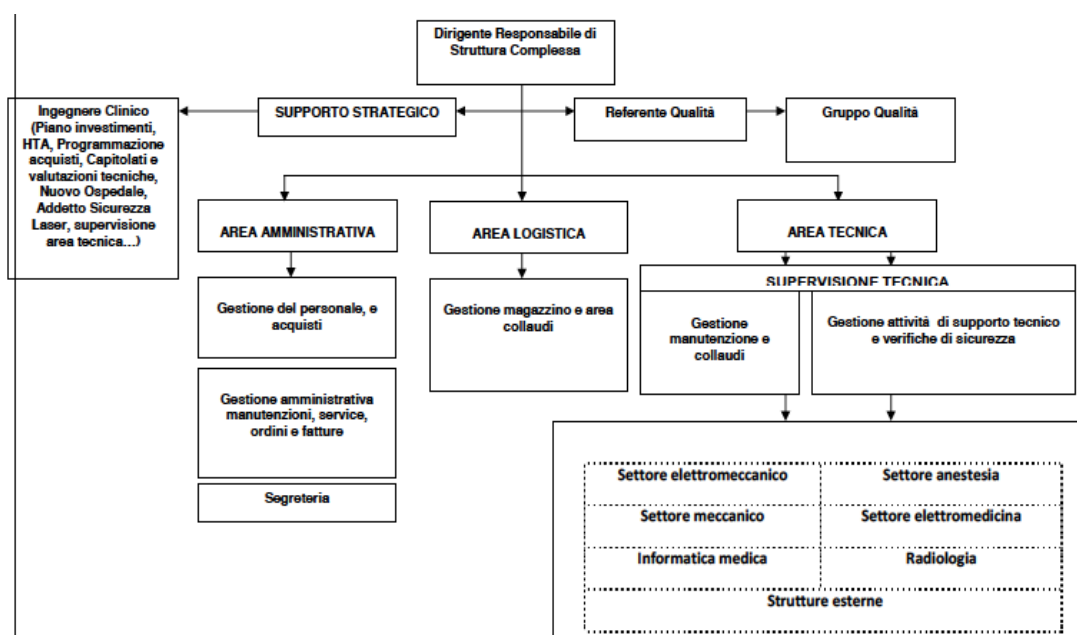 Dirigente Responsabile di
Struttura Complessa
Ingegnere Clinico
(Piano investimenti,
HTA, Programmazione
acquisti, Capitolati e
valutazioni tecniche,
Nuovo Ospedale,
Addetto Sicurezza
Laser, supervisione
area tecnica...)
SUPPORTO STRATEGICO
Referente Qualità
Gruppo Qualità
AREA AMMINISTRATIVA
AREA LOGISTICA
AREA TECNICA
Gestione del personale, e
acquisti
Gestione amministrativa
manutenzioni, service,
ordini e fatture
Segreteria
Gestione magazzino e area
collaudi
SUPERVISIONE TECNICA
Gestione
manutenzione e
collaudi
Gestione attività di supporto tecnico
e verifiche di sicurezza
Settore elettromeccanico
Settore anestesia
Settore meccanico
Settore elettromedicina
Informatica medica
Radiologia
Strutture esterne